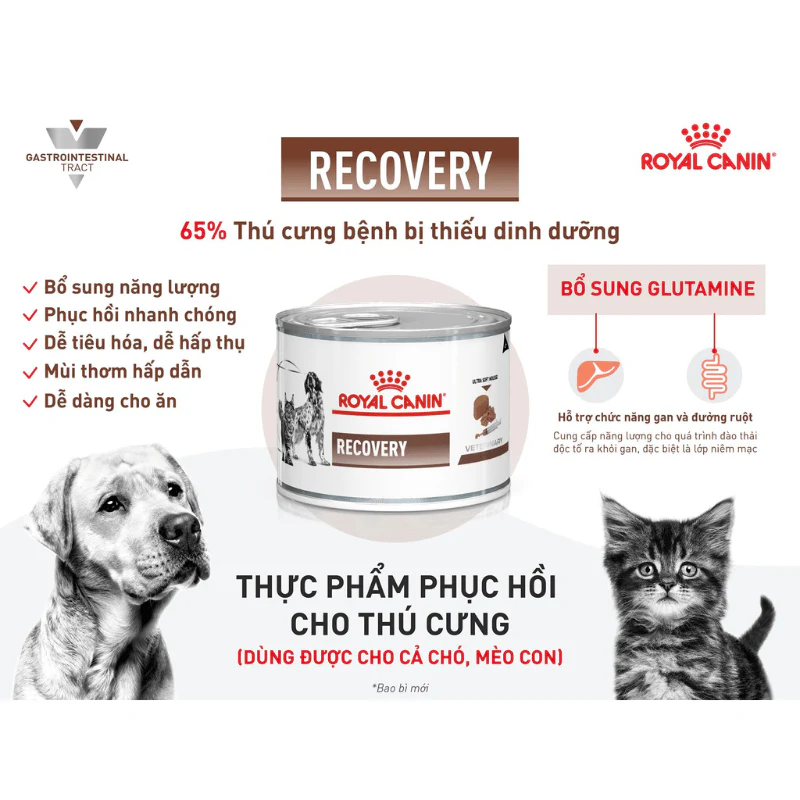 GASTROINTESTINAL
TRACT
RECOVERY
ROYAL CANIN®
65% Thú cưng bệnh bị thiếu dinh dưỡng
Bổ sung năng lượng
Phục hồi nhanh chóng
Dễ tiêu hóa, dễ hấp thụ
Mùi thơm hấp dẫn
Dễ dàng cho ăn
ROYAL CANIN
RECOVERY
ULTRA SOFT MOUSSE
VETERINARY
BỔ SUNG GLUTAMINE
Hỗ trợ chức năng gan và đường ruột
Cung cấp năng lượng cho quá trình đào thải
độc tố ra khỏi gan, đặc biệt là lớp niêm mạc
THỰC PHẨM PHỤC HỒI
CHO THÚ CƯNG
(DÙNG ĐƯỢC CHO CẢ CHÓ, MÈO CON)
*Bao bì mới